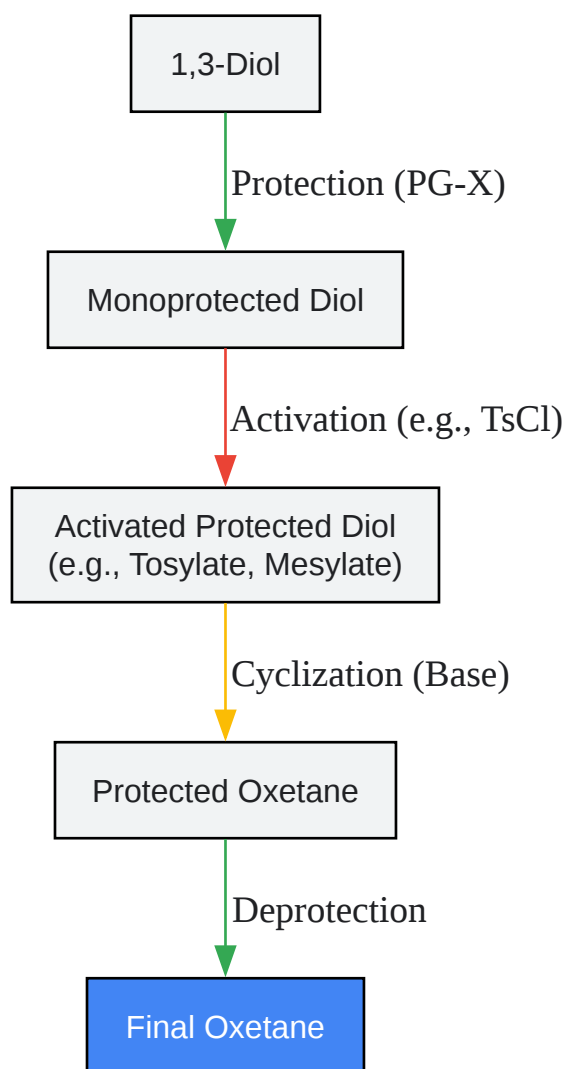 1,3-Diol
Protection (PG-X)
Monoprotected Diol
Activation (e.g., TsCl)
Activated Protected Diol
(e.g., Tosylate, Mesylate)
Cyclization (Base)
Protected Oxetane
Deprotection
Final Oxetane